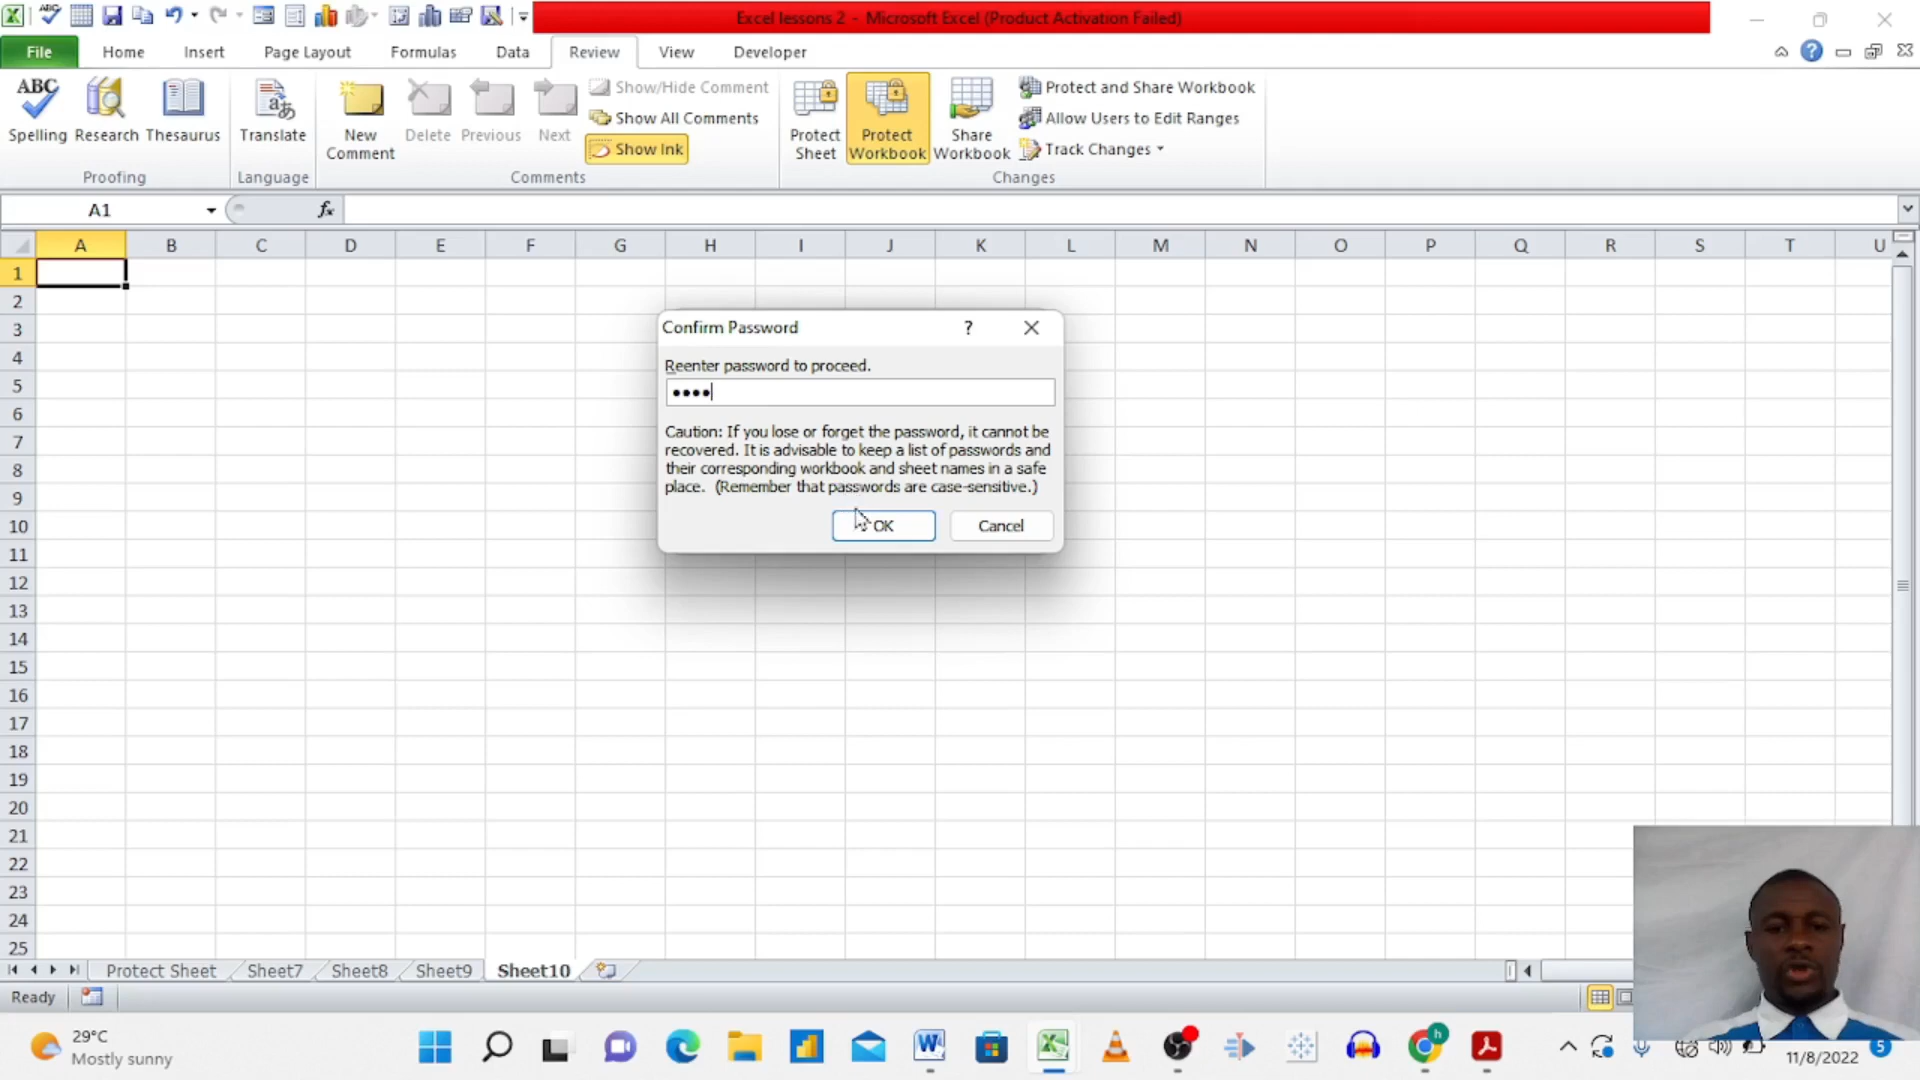 Excel lessons 2 - Microsoft Excel (Product Activation Failed)
File Home Insert Page Layout Formulas Data Review View Developer
ABC
Spelling
Research
Thesaurus
Proofing
Translate
Language
New
Comment
Delete
Previous
Next
Show/Hide Comment
Show All Comments
Show Ink
Comments
Protect
Sheet
Protect
Workbook
Share
Workbook
Protect and Share Workbook
Allow Users to Edit Ranges
Track Changes
Changes
A1
fx
A B C D E F G H I J K L M N O P Q R S T U
1
2
3
4
5
6
7
8
9
10
11
12
13
14
15
16
17
18
19
20
21
22
23
24
25
Confirm Password
?
Reenter password to proceed.
Caution: If you lose or forget the password, it cannot be
recovered. It is advisable to keep a list of passwords and
their corresponding workbook and sheet names in a safe
place. (Remember that passwords are case-sensitive.)
OK Cancel
Protect Sheet Sheet7 Sheet8 Sheet9 Sheet10
Ready
29°C
Mostly sunny
11/8/2022
5